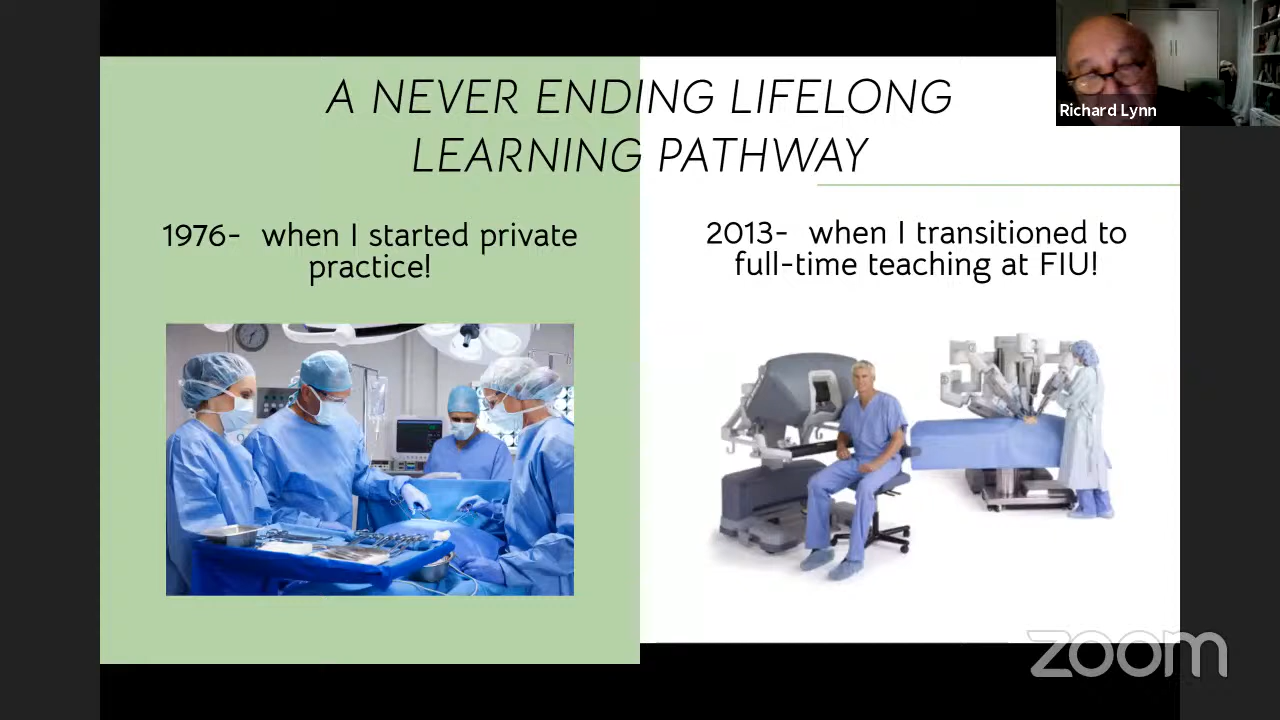 A NEVER ENDING LIFELONG
LEARNING PATHWAY
Richard Lynn
1976- when I started private
practice!
2013- when I transitioned to
full-time teaching at FIU!
zoom